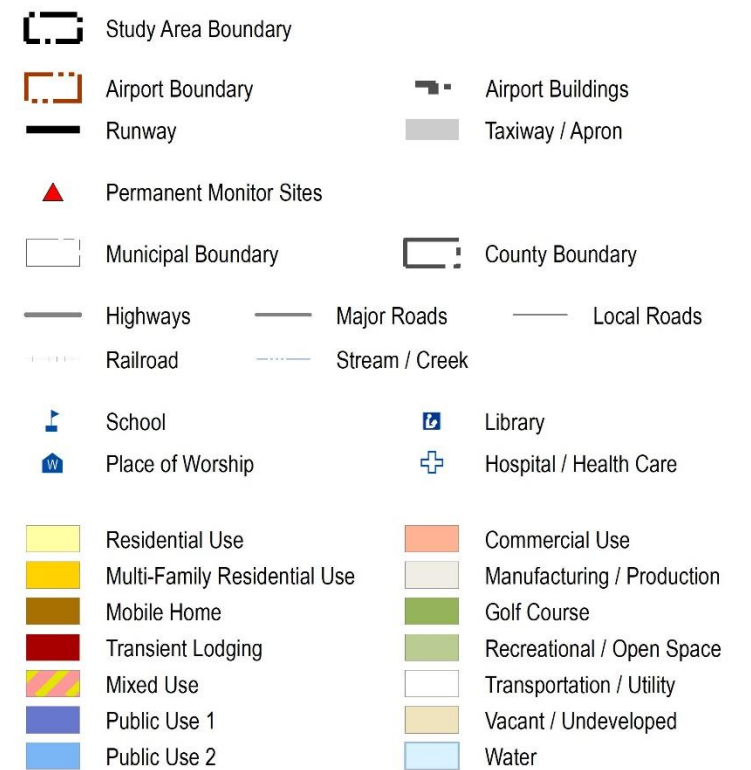 Study Area Boundary
Airport Boundary
Airport Buildings
Runway
Taxiway / Apron
Permanent Monitor Sites
Municipal Boundary
County Boundary
Highways
Major Roads
Local Roads
Railroad
Stream / Creek
School
Library
W
Place of Worship
Hospital / Health Care
Residential Use
Commercial Use
Multi-Family Residential Use
Manufacturing / Production
Mobile Home
Golf Course
Transient Lodging
Recreational / Open Space
Mixed Use
Transportation / Utility
Public Use 1
Vacant / Undeveloped
Public Use 2
Water